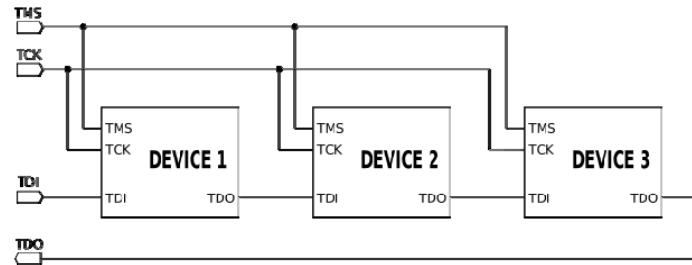 TMS
TCK
TMS TMS TMS
TCK TCK TCK
DEVICE 1 DEVICE 2 DEVICE 3
TDI TDI TDO TDI TDO TDI TDO
TDO